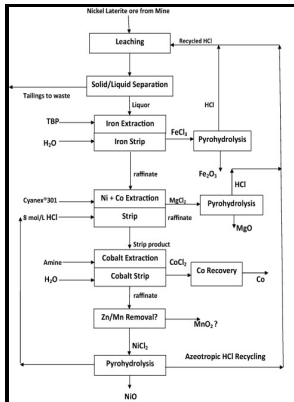 Nickel Laterite ore from Mine
Leaching
Recycled HCl
Solid/Liquid Separation
Tailings to waste
Liquor
HCl
TBP
Iron Extraction
FeCl₃
H₂O
Iron Strip
Pyrohydrolysis
raffinate
Fe₂O₃
HCl
Cyanex®301
Ni + Co Extraction
MgCl₂
Pyrohydrolysis
8 mol/L HCl
Strip
raffinate
MgO
Strip product
Amine
Cobalt Extraction
CoCl₂
H₂O
Cobalt Strip
Co Recovery
Co
raffinate
Zn/Mn Removal?
MnO₂ ?
NiCl₂
Pyrohydrolysis
Azeotropic HCl Recycling
NiO